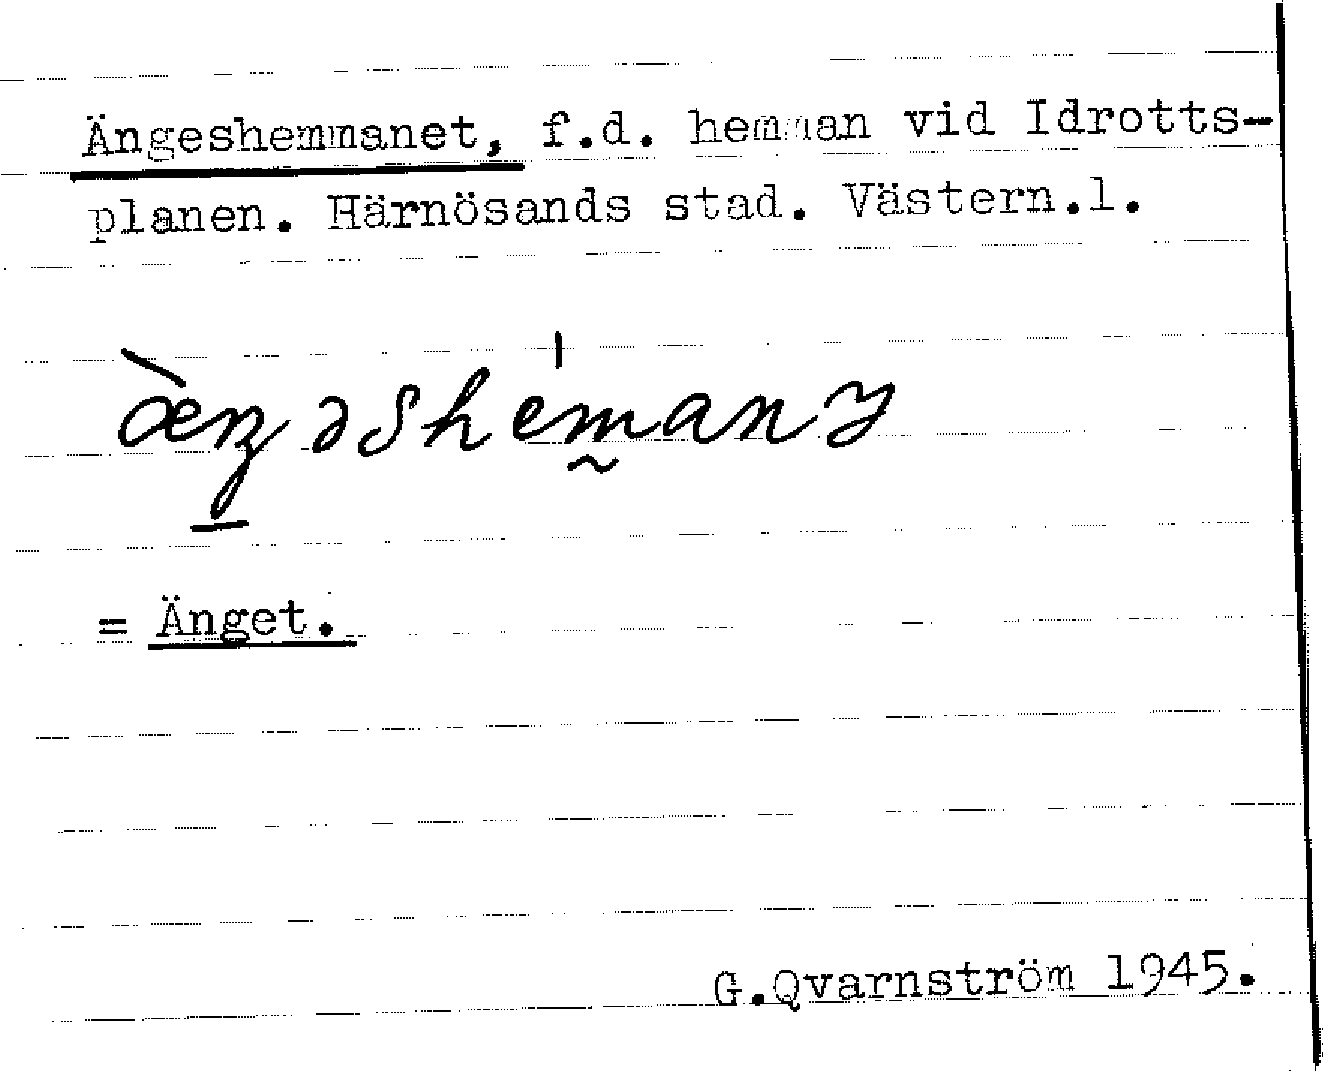 Ängeshemmanet, f.d. hemman vid Idrotts-
planen. Härnösands stad. Västern.l.
= Änget.
G.Qvarnström 1945.